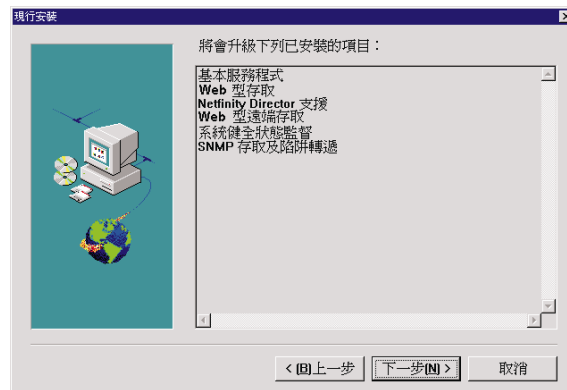 現行安裝
將會升級下列已安裝的項目：
基本服務程式
Web 型存取
Netfinity Director 支援
Web 型遠端存取
系統健全狀態監督
SNMP 存取及陷阱轉遞
< (B)上一步
下一步(N) >
取消